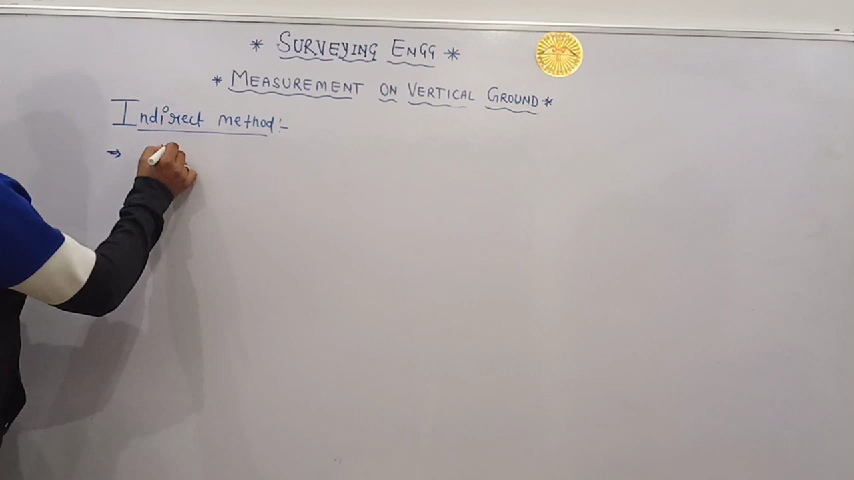 * SURVEYING ENGG *
* MEASUREMENT ON VERTICAL GROUND *
Indirect method:-
→